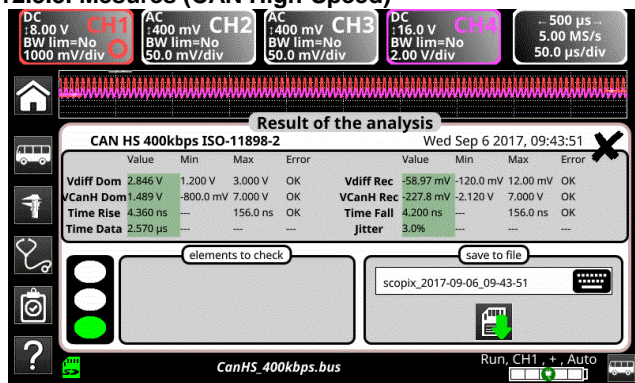 12.3.3. Mesures (CAN High-Speed)
DC
↕8.00 V
CH1
BW lim=No
1000 mV/div
AC
↕400 mV
CH2
BW lim=No
50.0 mV/div
AC
↕400 mV
CH3
BW lim=No
50.0 mV/div
DC
↕16.0 V
CH4
BW lim=No
2.00 V/div
←500 µs→
5.00 MS/s
50.0 µs/div
Result of the analysis
CAN HS 400kbps ISO-11898-2 Wed Sep 6 2017, 09:43:51
Value Min Max Error Value Min Max Error
Vdiff Dom 2.846 V 1.200 V 3.000 V OK Vdiff Rec -58.97 mV -120.0 mV 12.00 mV OK
VCanH Dom 1.489 V -800.0 mV 7.000 V OK VCanH Rec -227.8 mV -2.120 V 7.000 V OK
Time Rise 4.360 ns --- 156.0 ns OK Time Fall 4.200 ns --- 156.0 ns OK
Time Data 2.570 µs --- --- --- Jitter 3.0% --- --- ---
elements to check
save to file
scopix_2017-09-06_09-43-51
CanHS_400kbps.bus
Run, CH1 , + , Auto